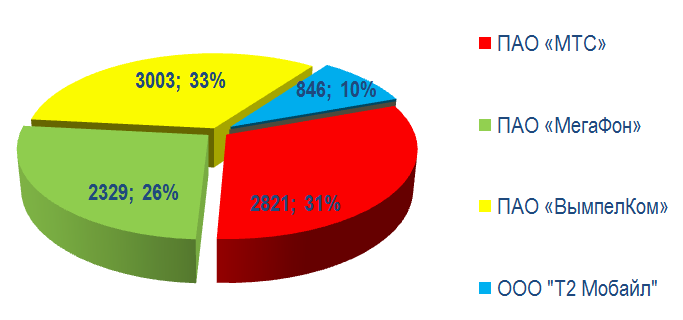 3003; 33%
846; 10%
2329; 26%
2821; 31%
ПАО «МТС»
ПАО «МегаФон»
ПАО «ВымпелКом»
ООО "Т2 Мобайл"